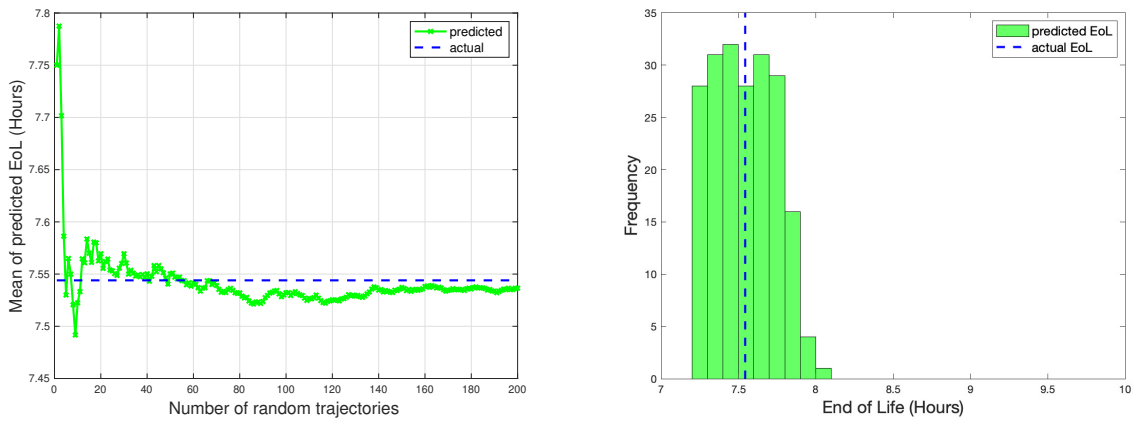 7.8
7.75
7.7
7.65
7.6
7.55
7.5
7.45
Mean of predicted EoL (Hours)
predicted
actual
0 20 40 60 80 100 120 140 160 180 200
Number of random trajectories
35
30
25
20
15
10
5
0
Frequency
predicted EoL
actual EoL
7 7.5 8 8.5 9 9.5 10
End of Life (Hours)